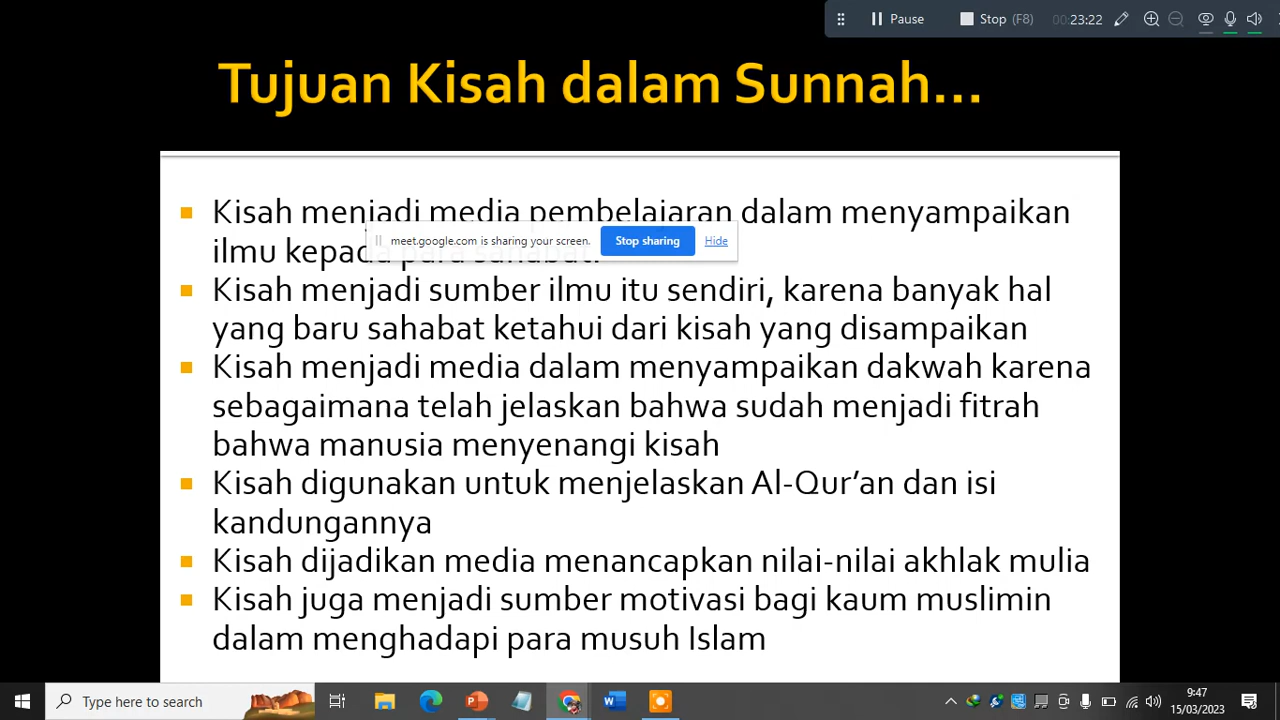 Pause
Stop (F8)
00:23:22
Tujuan Kisah dalam Sunnah...
Kisah menjadi media pembelajaran dalam menyampaikan
ilmu kepada para sahabat.
meet.google.com is sharing your screen. Stop sharing Hide
Kisah menjadi sumber ilmu itu sendiri, karena banyak hal
yang baru sahabat ketahui dari kisah yang disampaikan
Kisah menjadi media dalam menyampaikan dakwah karena
sebagaimana telah jelaskan bahwa sudah menjadi fitrah
bahwa manusia menyenangi kisah
Kisah digunakan untuk menjelaskan Al-Qur’an dan isi
kandungannya
Kisah dijadikan media menancapkan nilai-nilai akhlak mulia
Kisah juga menjadi sumber motivasi bagi kaum muslimin
dalam menghadapi para musuh Islam
Type here to search
9:47
15/03/2023